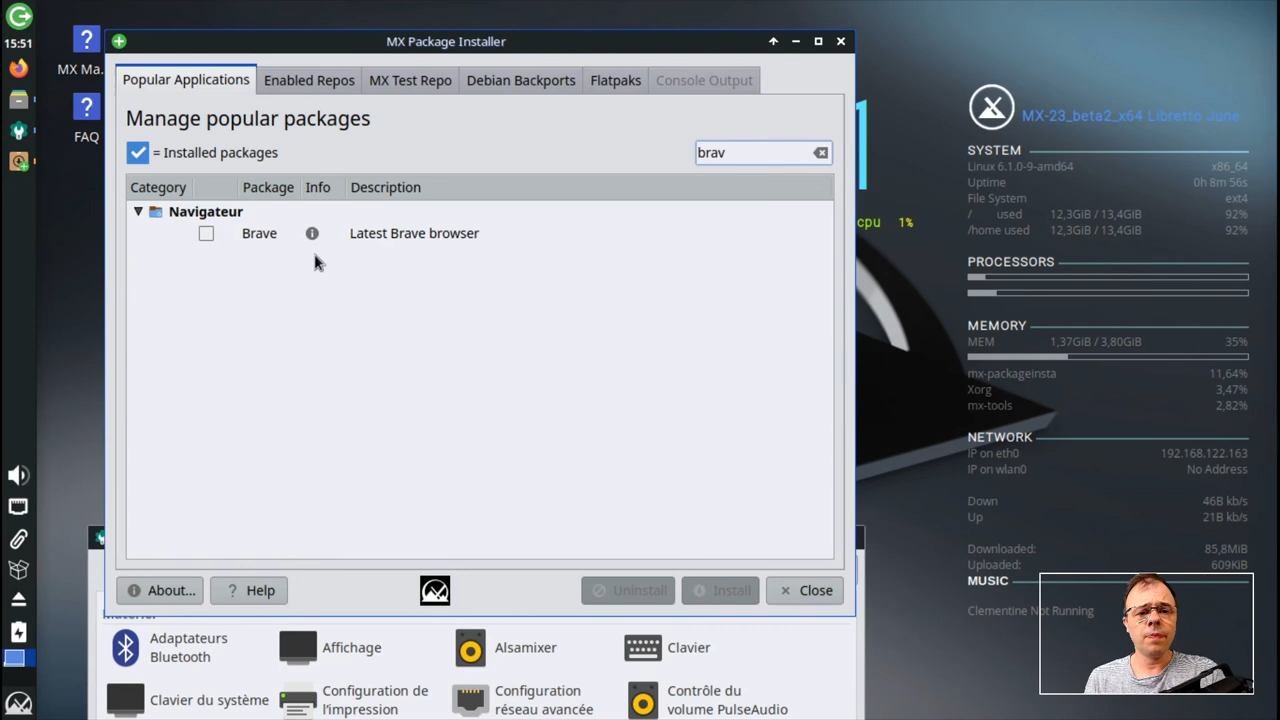 15:51
MX Ma...
FAQ
MX Package Installer
Popular Applications
Enabled Repos
MX Test Repo
Debian Backports
Flatpaks
Console Output
Manage popular packages
= Installed packages
brav
Category
Package
Info
Description
Navigateur
Brave
Latest Brave browser
About...
? Help
Uninstall
Install
Close
Adaptateurs
Bluetooth
Affichage
Alsamixer
Clavier
Clavier du système
Configuration de
l'impression
Configuration
réseau avancée
Contrôle du
volume PulseAudio
1
cpu 1%
MX-23_beta2_x64 Libretto June
SYSTEM
Linux 6.1.0-9-amd64 x86_64
Uptime 0h 8m 56s
File System ext4
/ used 12,3GiB / 13,4GiB 92%
/home used 12,3GiB / 13,4GiB 92%
PROCESSORS
MEMORY
MEM 1,37GiB / 3,80GiB 35%
mx-packageinsta 11,64%
Xorg 3,47%
mx-tools 2,82%
NETWORK
IP on eth0 192.168.122.163
IP on wlan0 No Address
Down 46B kb/s
Up 21B kb/s
Downloaded: 85,8MiB
Uploaded: 609KiB
MUSIC
Clementine Not Running